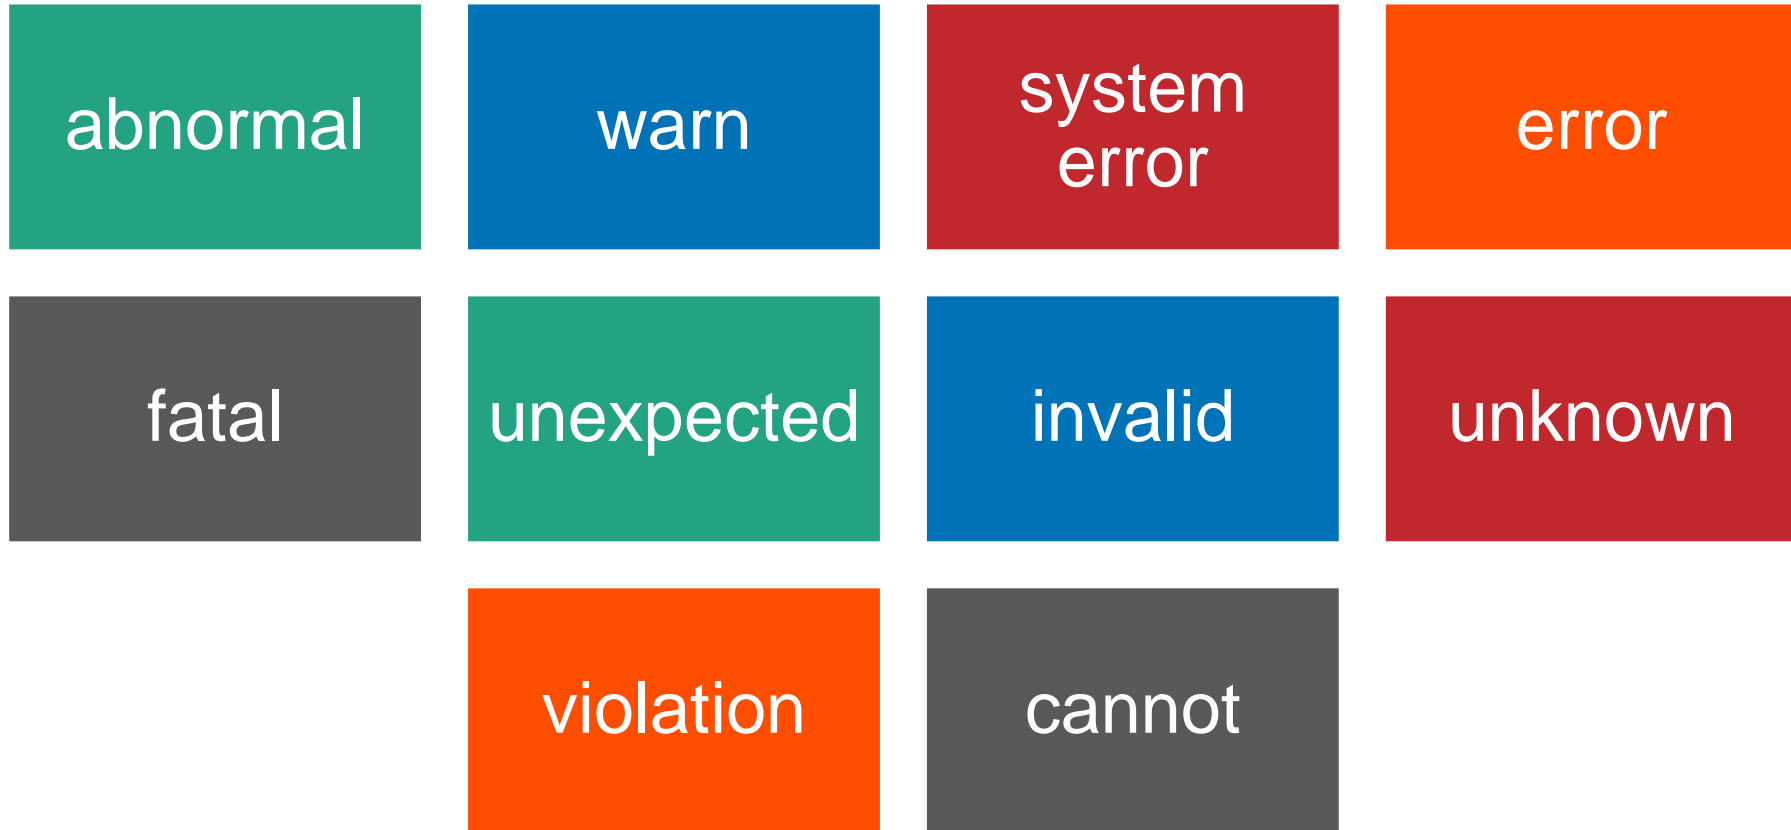 abnormal
warn
system
error
error
fatal
unexpected
invalid
unknown
violation
cannot